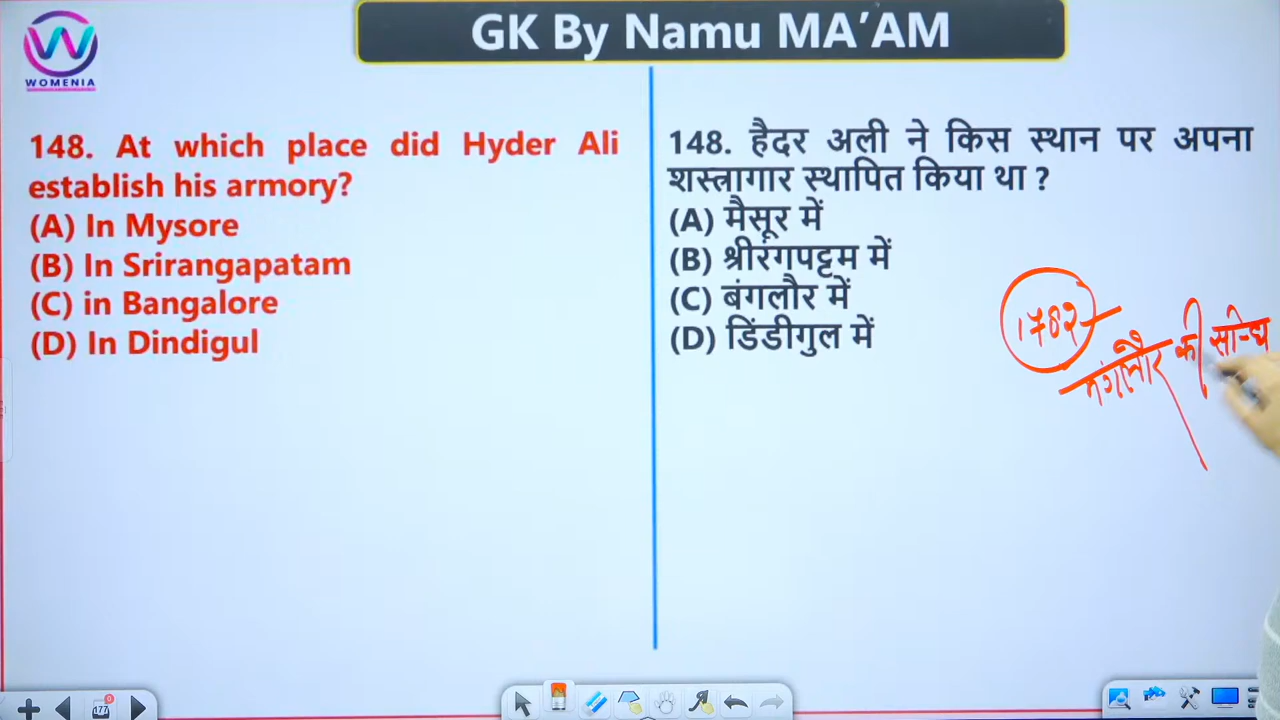 GK By Namu MA’AM
WOMENIA
148. At which place did Hyder Ali
establish his armory?
(A) In Mysore
(B) In Srirangapatam
(C) in Bangalore
(D) In Dindigul
148. हैदर अली ने किस स्थान पर अपना
शस्त्रागार स्थापित किया था ?
(A) मैसूर में
(B) श्रीरंगपट्टम में
(C) बंगलौर में
(D) डिंडीगुल में
1782
मंगलौर की सन्धि
177